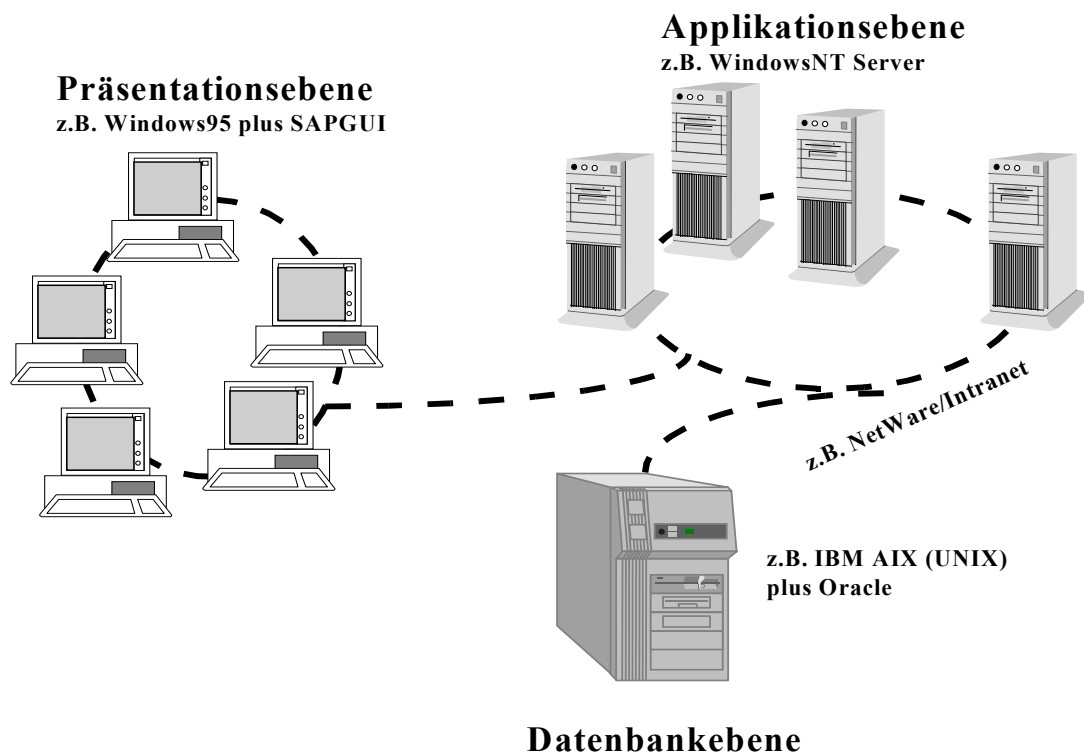 Applikationsebene
z.B. WindowsNT Server
Präsentationsebene
z.B. Windows95 plus SAPGUI
z.B. NetWare/Intranet
z.B. IBM AIX (UNIX)
plus Oracle
Datenbankebene